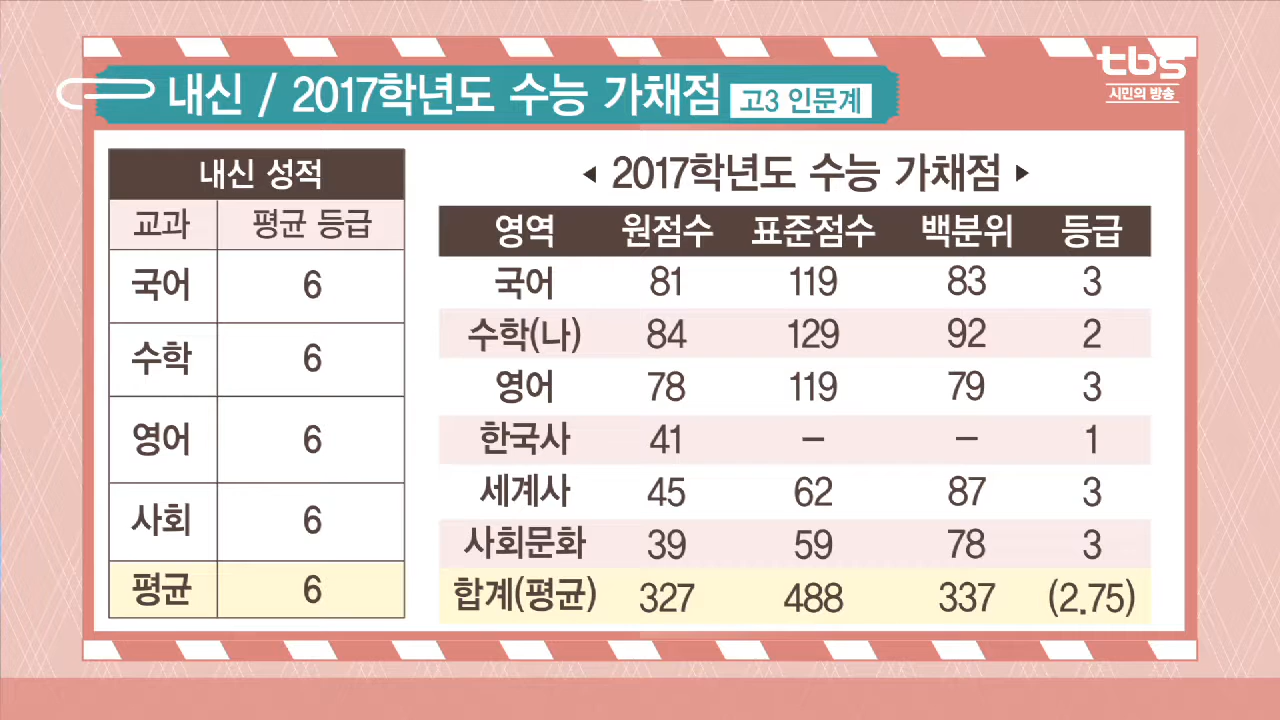 내신 / 2017학년도 수능 가채점 고3 인문계
tbs
시민의 방송
내신 성적
교과 평균 등급
국어 6
수학 6
영어 6
사회 6
평균 6
◂ 2017학년도 수능 가채점 ▸
영역 원점수 표준점수 백분위 등급
국어 81 119 83 3
수학(나) 84 129 92 2
영어 78 119 79 3
한국사 41 – – 1
세계사 45 62 87 3
사회문화 39 59 78 3
합계(평균) 327 488 337 (2.75)